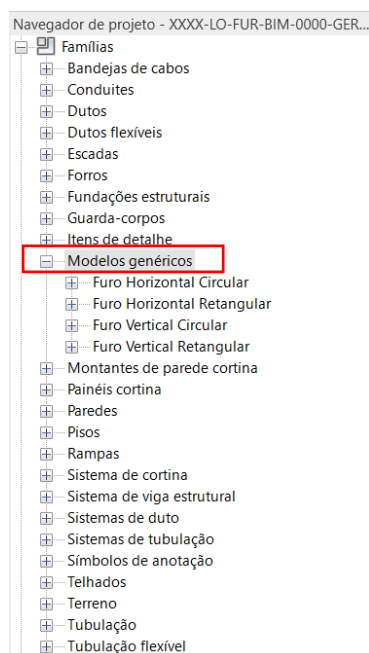 Navegador de projeto - XXXX-LO-FUR-BIM-0000-GER...
Famílias
Bandejas de cabos
Conduites
Dutos
Dutos flexíveis
Escadas
Forros
Fundações estruturais
Guarda-corpos
Itens de detalhe
Modelos genéricos
Furo Horizontal Circular
Furo Horizontal Retangular
Furo Vertical Circular
Furo Vertical Retangular
Montantes de parede cortina
Painéis cortina
Paredes
Pisos
Rampas
Sistema de cortina
Sistema de viga estrutural
Sistemas de duto
Sistemas de tubulação
Símbolos de anotação
Telhados
Terreno
Tubulação
Tubulação flexível